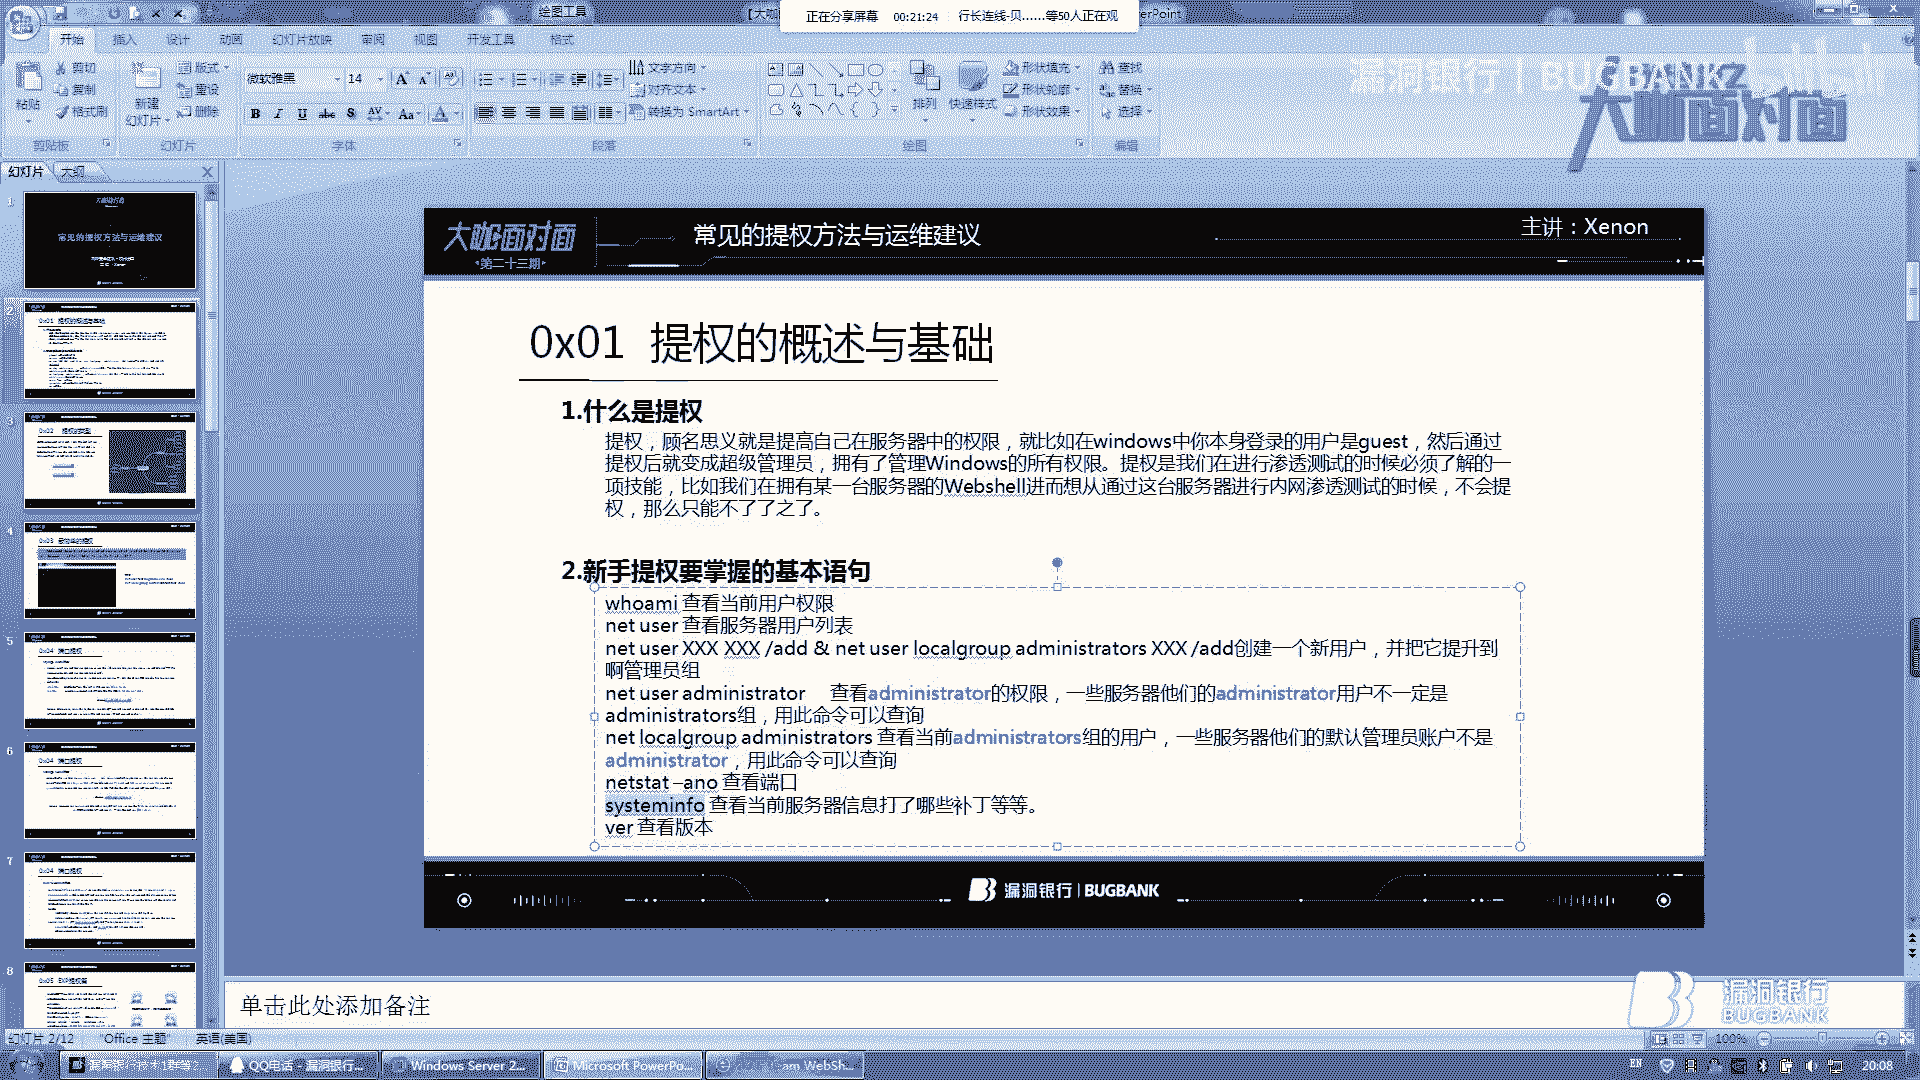 绘图工具
正在分享屏幕 00:21:24 行长连线-贝......等50人正在观
开始 插入 设计 动画 幻灯片放映 审阅 视图 开发工具 格式
粘贴
剪切
复制
格式刷
剪贴板
新建
幻灯片
版式
重设
删除
幻灯片
微软雅黑 14
字体
文字方向
对齐文本
转换为 SmartArt
段落
排列
快速样式
形状填充
形状轮廓
形状效果
绘图
查找
替换
选择
编辑
漏洞银行 | BUGBANK
大咖面对面
幻灯片 大纲
大咖面对面
第二十三期
常见的提权方法与运维建议
主讲：Xenon
0x01 提权的概述与基础
1.什么是提权
提权，顾名思义就是提高自己在服务器中的权限，就比如在windows中你本身登录的用户是guest，然后通过
提权后就变成超级管理员，拥有了管理Windows的所有权限。提权是我们在进行渗透测试的时候必须了解的一
项技能，比如我们在拥有某一台服务器的Webshell进而想从通过这台服务器进行内网渗透测试的时候，不会提
权，那么只能不了了之了。
2.新手提权要掌握的基本语句
whoami 查看当前用户权限
net user 查看服务器用户列表
net user XXX XXX /add & net user localgroup administrators XXX /add创建一个新用户，并把它提升到
啊管理员组
net user administrator 查看administrator的权限，一些服务器他们的administrator用户不一定是
administrators组，用此命令可以查询
net localgroup administrators 查看当前administrators组的用户，一些服务器他们的默认管理员账户不是
administrator，用此命令可以查询
netstat –ano 查看端口
systeminfo 查看当前服务器信息打了哪些补丁等等。
ver 查看版本
漏洞银行 | BUGBANK
单击此处添加备注
漏洞银行
BUGBANK
幻灯片 2/12 "Office 主题" 英语(美国)
100%
漏洞银行技术1群等2...
QQ电话 - 漏洞银行...
Windows Server 2...
Microsoft PowerPo...
EN
20:08